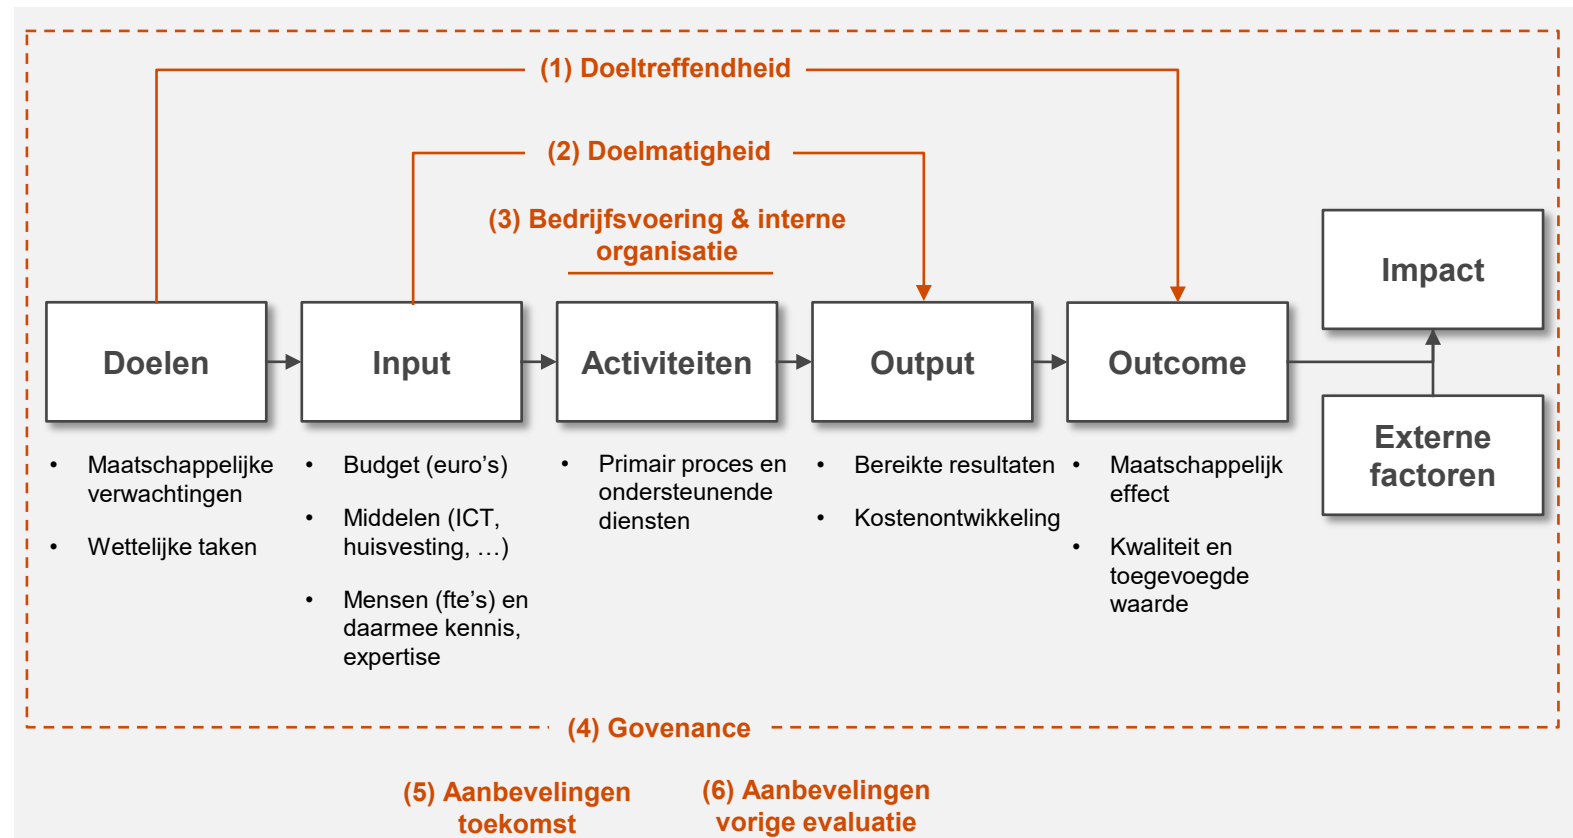 (1) Doeltreffendheid
(2) Doelmatigheid
(3) Bedrijfsvoering & interne
organisatie
Impact
Doelen
Input
Activiteiten
Output
Outcome
Externe
factoren
• Maatschappelijke
verwachtingen
• Wettelijke taken
• Budget (euro’s)
• Middelen (ICT,
huisvesting, …)
• Mensen (fte’s) en
daarmee kennis,
expertise
• Primair proces en
ondersteunende
diensten
• Bereikte resultaten
• Kostenontwikkeling
• Maatschappelijk
effect
• Kwaliteit en
toegevoegde
waarde
(4) Govenance
(5) Aanbevelingen
toekomst
(6) Aanbevelingen
vorige evaluatie